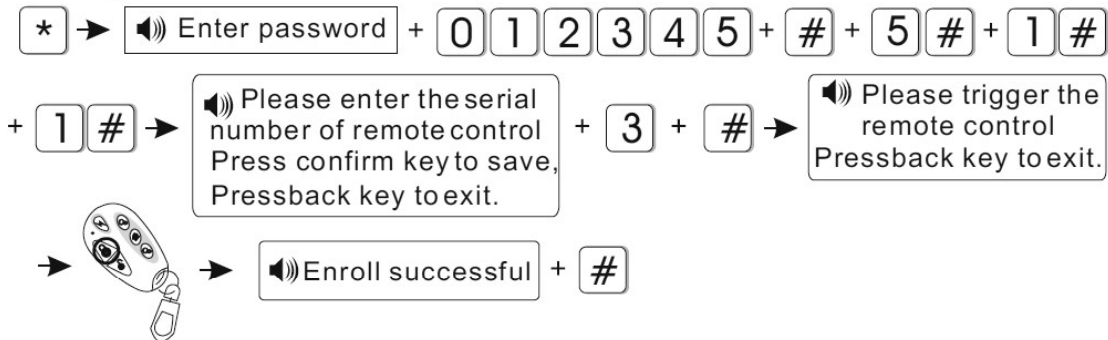 * Enter password + 0 1 2 3 4 5 + # + 5 # + 1 #
+ 1 # Please enter the serial number of remote control Press confirm key to save, Pressback key to exit. + 3 + # Please trigger the remote control Pressback key to exit.
Enroll successful + #